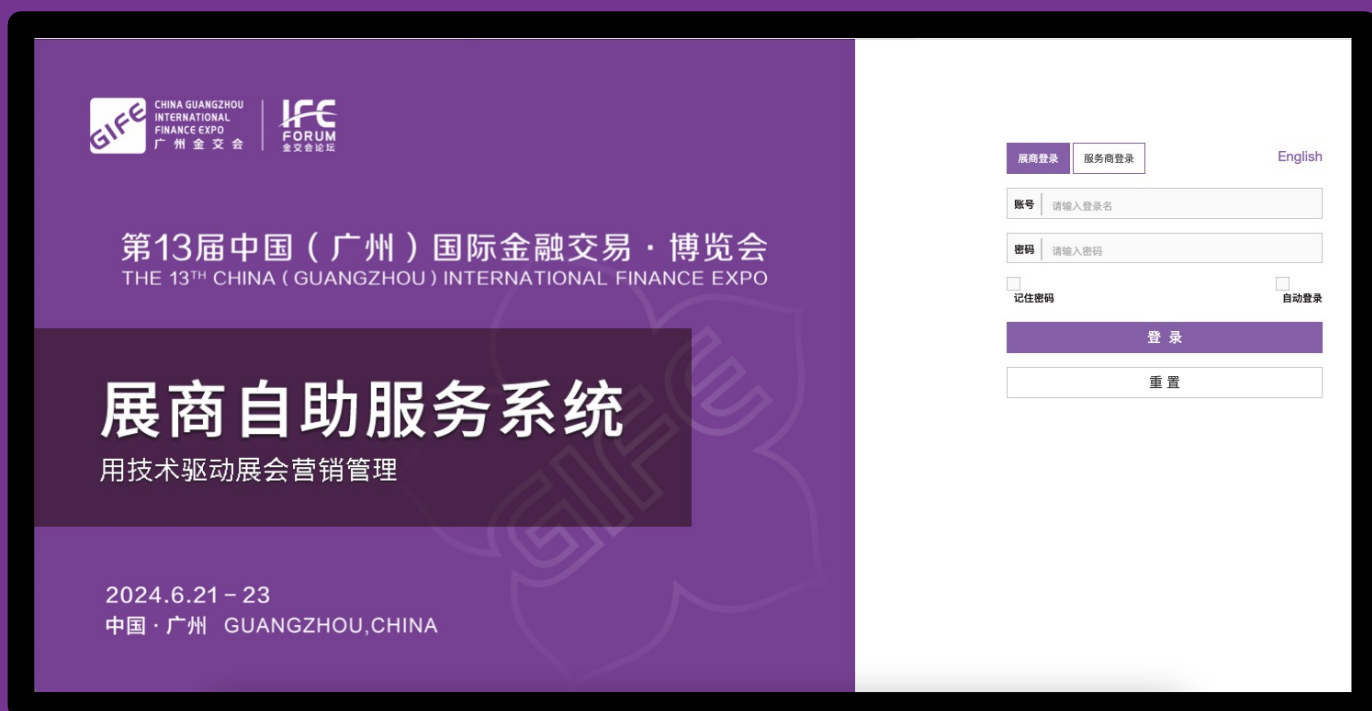 GIFE
CHINA GUANGZHOU
INTERNATIONAL
FINANCE EXPO
广州金交会
IFC
FORUM
金交会论坛
第13届中国（广州）国际金融交易·博览会
THE 13TH CHINA ( GUANGZHOU ) INTERNATIONAL FINANCE EXPO
展商自助服务系统
用技术驱动展会营销管理
GIFE
2024.6.21－23
中国·广州 GUANGZHOU,CHINA
展商登录 服务商登录 English
账号 请输入登录名
密码 请输入密码
记住密码 自动登录
登 录
重 置